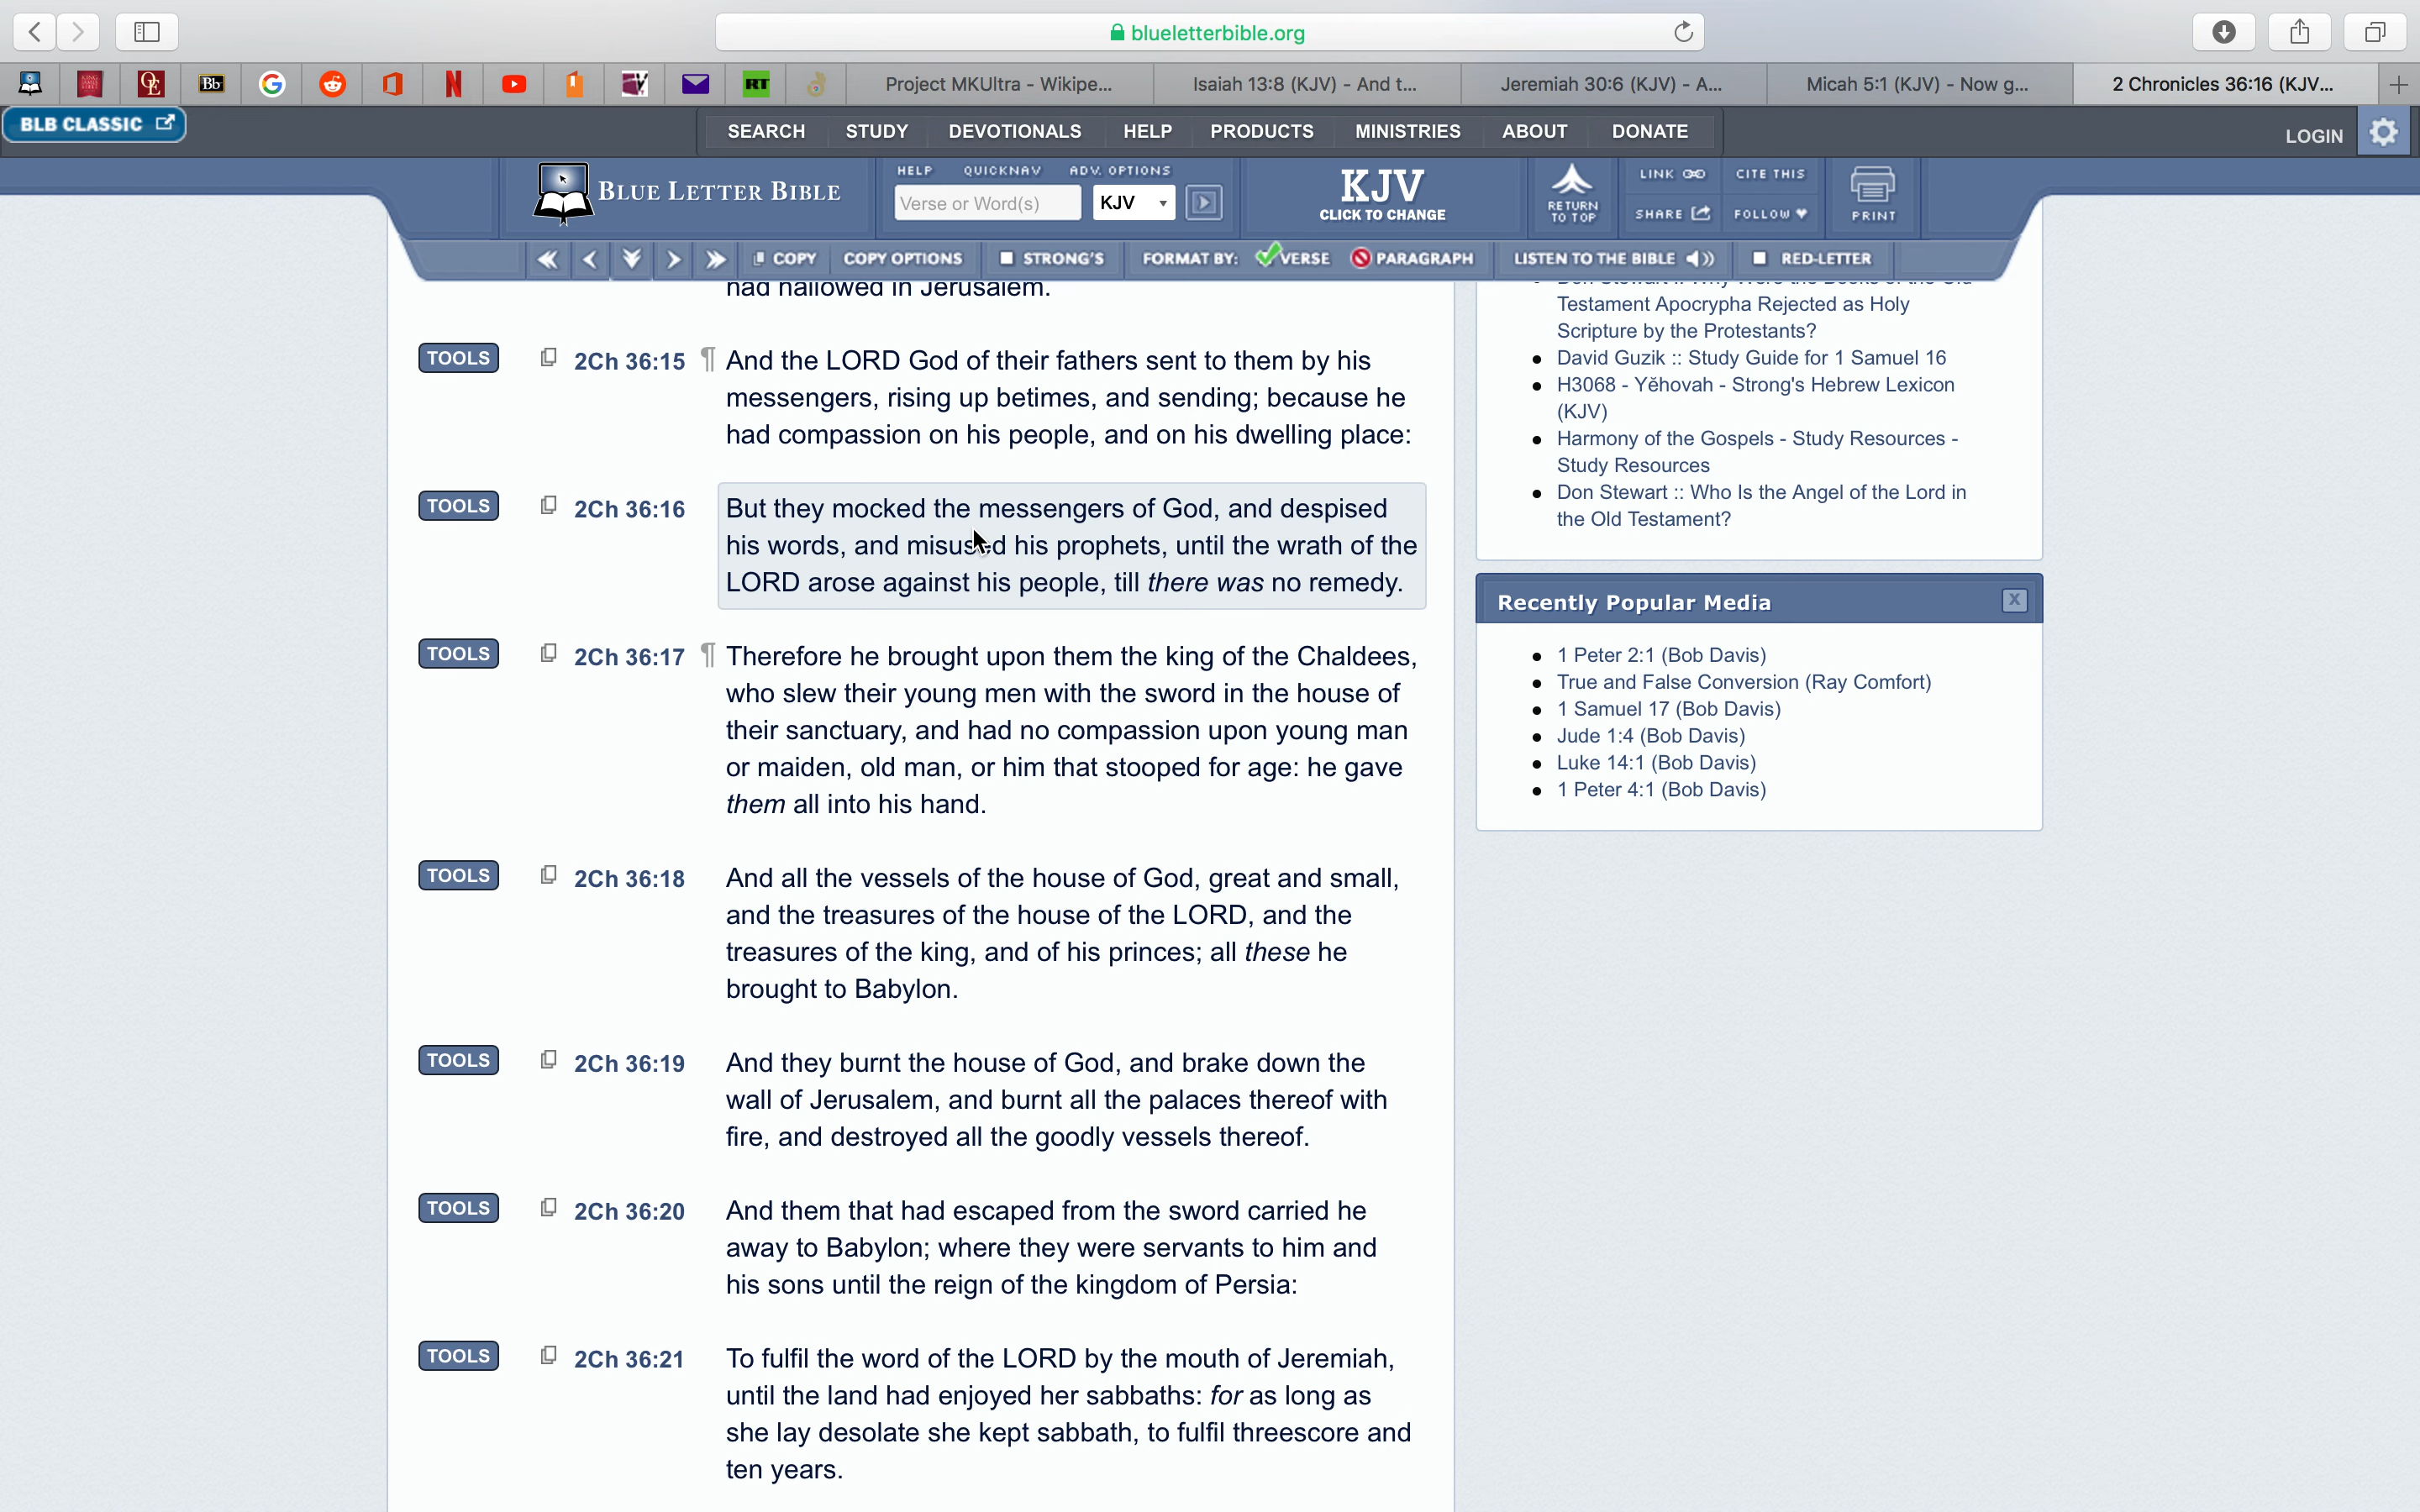 blueletterbible.org
Bb
RT
Project MKUltra - Wikipe...
Isaiah 13:8 (KJV) - And t...
Jeremiah 30:6 (KJV) - A...
Micah 5:1 (KJV) - Now g...
2 Chronicles 36:16 (KJV...
BLB CLASSIC
SEARCH
STUDY
DEVOTIONALS
HELP
PRODUCTS
MINISTRIES
ABOUT
DONATE
LOGIN
BLUE LETTER BIBLE
HELP
QUICKNAV
ADV. OPTIONS
Verse or Word(s)
KJV
KJV
CLICK TO CHANGE
RETURN
TO TOP
LINK
CITE THIS
SHARE
FOLLOW
PRINT
COPY
COPY OPTIONS
STRONG'S
FORMAT BY:
VERSE
PARAGRAPH
LISTEN TO THE BIBLE
RED-LETTER
had hallowed in Jerusalem.
TOOLS
2Ch 36:15
¶ And the LORD God of their fathers sent to them by his
messengers, rising up betimes, and sending; because he
had compassion on his people, and on his dwelling place:
TOOLS
2Ch 36:16
But they mocked the messengers of God, and despised
his words, and misused his prophets, until the wrath of the
LORD arose against his people, till there was no remedy.
TOOLS
2Ch 36:17
¶ Therefore he brought upon them the king of the Chaldees,
who slew their young men with the sword in the house of
their sanctuary, and had no compassion upon young man
or maiden, old man, or him that stooped for age: he gave
them all into his hand.
TOOLS
2Ch 36:18
And all the vessels of the house of God, great and small,
and the treasures of the house of the LORD, and the
treasures of the king, and of his princes; all these he
brought to Babylon.
TOOLS
2Ch 36:19
And they burnt the house of God, and brake down the
wall of Jerusalem, and burnt all the palaces thereof with
fire, and destroyed all the goodly vessels thereof.
TOOLS
2Ch 36:20
And them that had escaped from the sword carried he
away to Babylon; where they were servants to him and
his sons until the reign of the kingdom of Persia:
TOOLS
2Ch 36:21
To fulfil the word of the LORD by the mouth of Jeremiah,
until the land had enjoyed her sabbaths: for as long as
she lay desolate she kept sabbath, to fulfil threescore and
ten years.
Don Stewart :: Why Were the Books of the Old
Testament Apocrypha Rejected as Holy
Scripture by the Protestants?
David Guzik :: Study Guide for 1 Samuel 16
H3068 - Yĕhovah - Strong's Hebrew Lexicon
(KJV)
Harmony of the Gospels - Study Resources -
Study Resources
Don Stewart :: Who Is the Angel of the Lord in
the Old Testament?
Recently Popular Media
X
1 Peter 2:1 (Bob Davis)
True and False Conversion (Ray Comfort)
1 Samuel 17 (Bob Davis)
Jude 1:4 (Bob Davis)
Luke 14:1 (Bob Davis)
1 Peter 4:1 (Bob Davis)